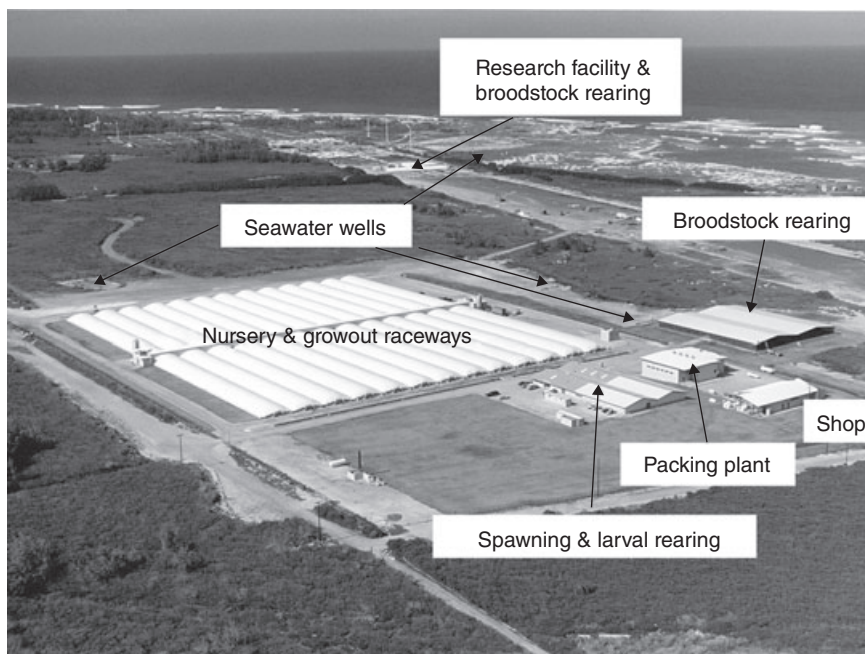 Research facility &
broodstock rearing
Seawater wells
Broodstock rearing
Nursery & growout raceways
Shop
Packing plant
Spawning & larval rearing